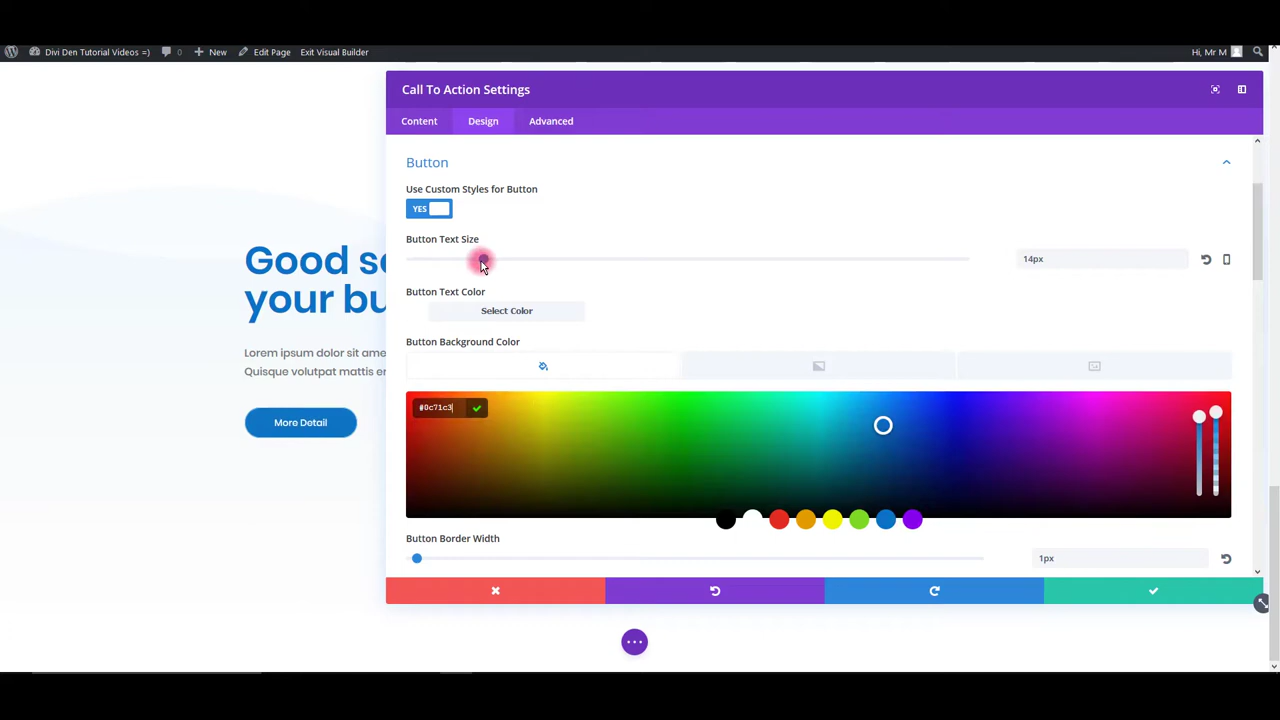 Divi Den Tutorial Videos =)
0
New
Edit Page
Exit Visual Builder
Hi, Mr M
Call To Action Settings
Content
Design
Advanced
Button
Use Custom Styles for Button
YES
Button Text Size
14px
Button Text Color
Select Color
Button Background Color
#0c71c3
Button Border Width
1px
Good so
your bu
Lorem ipsum dolor sit ame
Quisque volutpat mattis e
More Detail